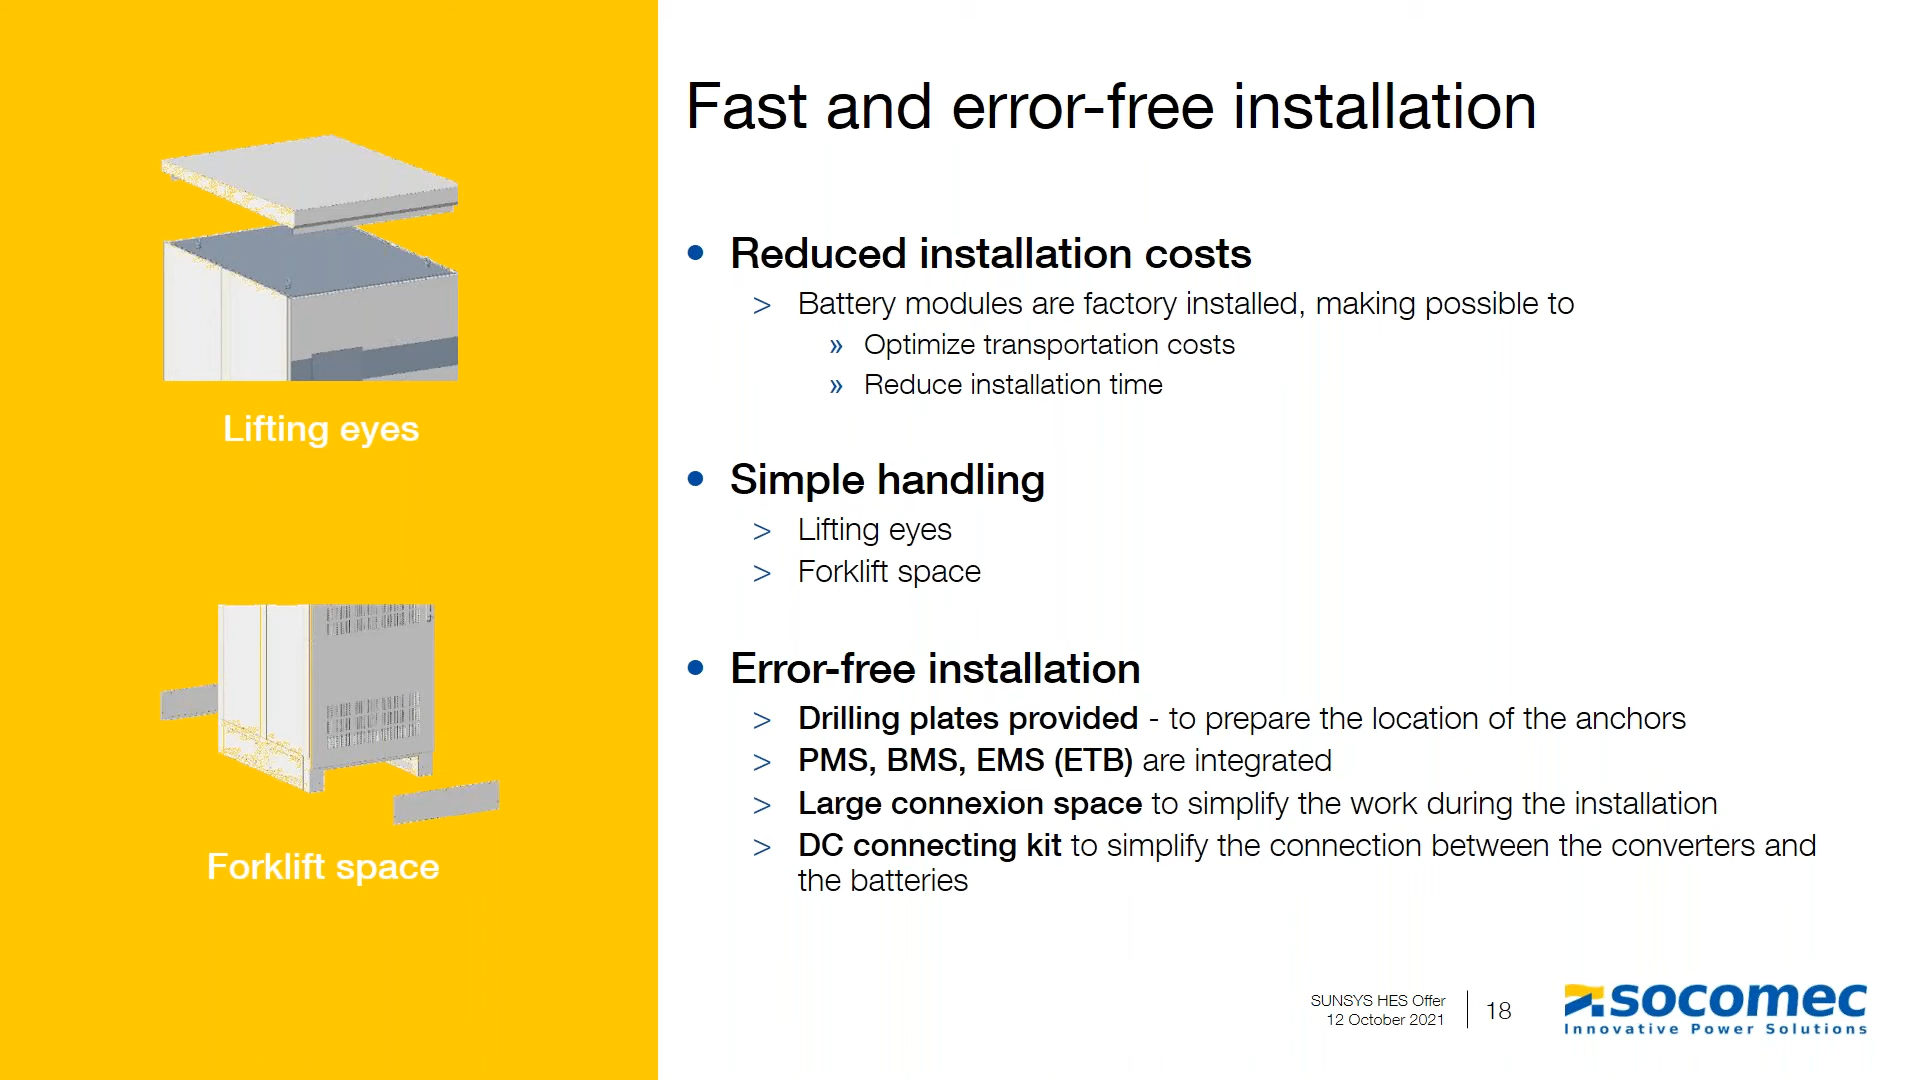 Fast and error-free installation
Lifting eyes
Forklift space
• Reduced installation costs
> Battery modules are factory installed, making possible to
» Optimize transportation costs
» Reduce installation time
• Simple handling
> Lifting eyes
> Forklift space
• Error-free installation
> Drilling plates provided - to prepare the location of the anchors
> PMS, BMS, EMS (ETB) are integrated
> Large connexion space to simplify the work during the installation
> DC connecting kit to simplify the connection between the converters and
the batteries
SUNSYS HES Offer
12 October 2021
18
socomec
Innovative Power Solutions